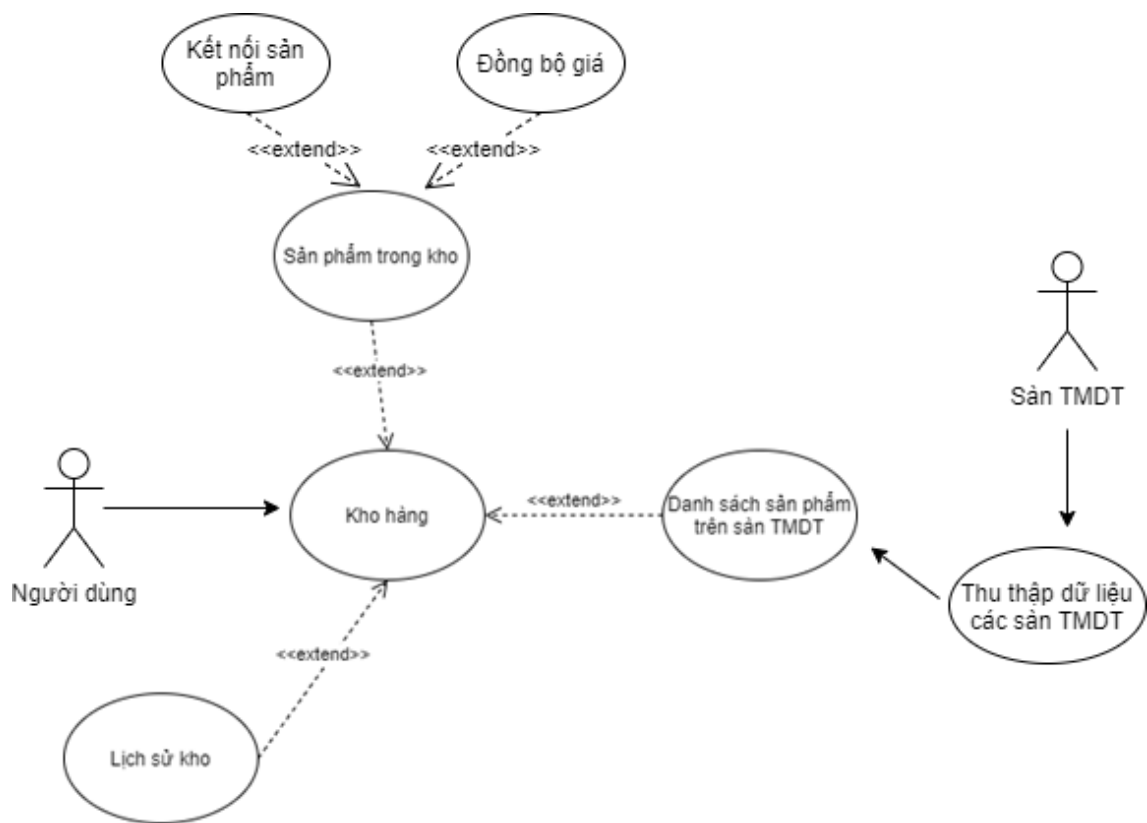 Kết nối sản
phẩm
Đồng bộ giá
<<extend>>
<<extend>>
Sản phẩm trong kho
<<extend>>
Sàn TMDT
Kho hàng
<<extend>>
Danh sách sản phẩm
trên sàn TMDT
Người dùng
Thu thập dữ liệu
các sàn TMDT
<<extend>>
Lịch sử kho